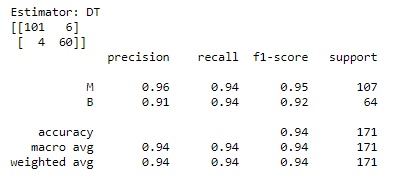 Estimator: DT
[[101   6]
 [  4  60]]
              precision    recall  f1-score   support

           M       0.96      0.94      0.95       107
           B       0.91      0.94      0.92        64

    accuracy                           0.94       171
   macro avg       0.94      0.94      0.94       171
weighted avg       0.94      0.94      0.94       171